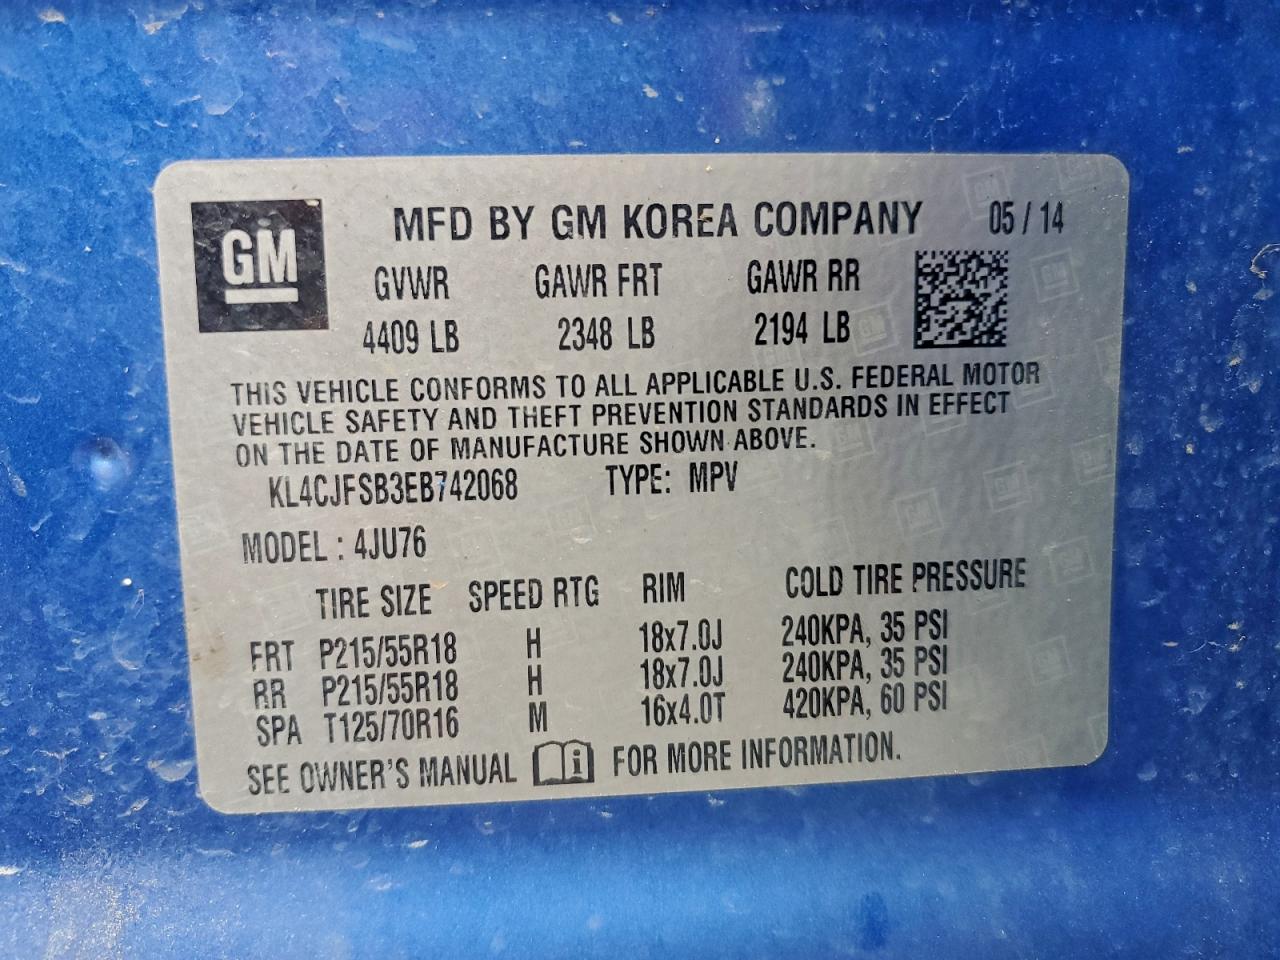 GM
MFD BY GM KOREA COMPANY 05/14
GVWR GAWR FRT GAWR RR
4409 LB 2348 LB 2194 LB
THIS VEHICLE CONFORMS TO ALL APPLICABLE U.S. FEDERAL MOTOR
VEHICLE SAFETY AND THEFT PREVENTION STANDARDS IN EFFECT
ON THE DATE OF MANUFACTURE SHOWN ABOVE.
KL4CJFSB3EB742068 TYPE: MPV
MODEL : 4JU76
TIRE SIZE SPEED RTG RIM COLD TIRE PRESSURE
FRT P215/55R18 H 18x7.0J 240KPA, 35 PSI
RR P215/55R18 H 18x7.0J 240KPA, 35 PSI
SPA T125/70R16 M 16x4.0T 420KPA, 60 PSI
SEE OWNER'S MANUAL i FOR MORE INFORMATION.